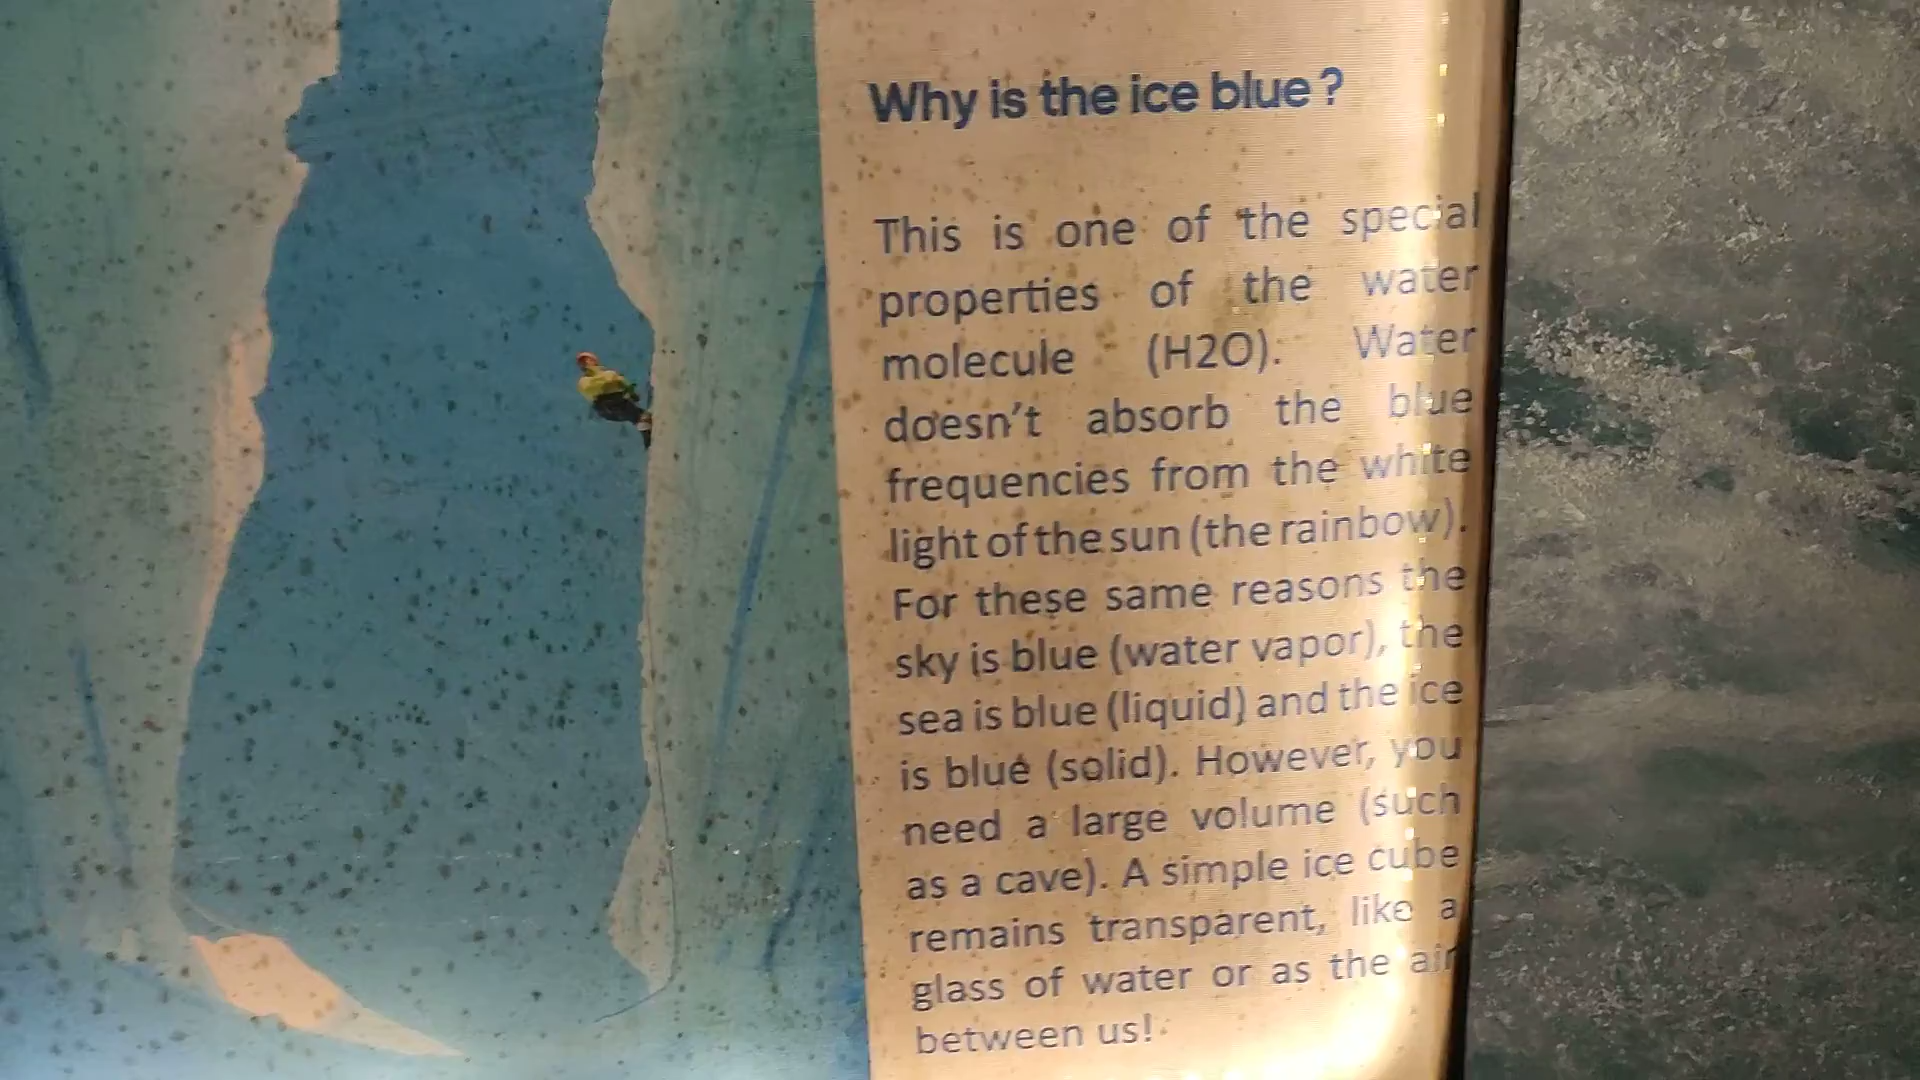 Why is the ice blue?
This is one of the special
properties of the water
molecule (H2O). Water
doesn't absorb the blue
frequencies from the white
light of the sun (the rainbow).
For these same reasons the
sky is blue (water vapor), the
sea is blue (liquid) and the ice
is blue (solid). However, you
need a large volume (such
as a cave). A simple ice cube
remains transparent, like a
glass of water or as the air
between us!